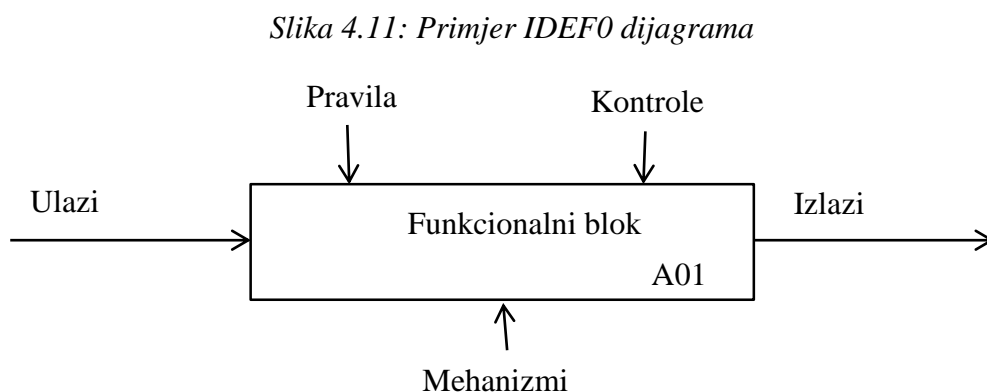 Slika 4.11: Primjer IDEF0 dijagrama
Pravila
Kontrole
Ulazi
Funkcionalni blok
Izlazi
A01
Mehanizmi